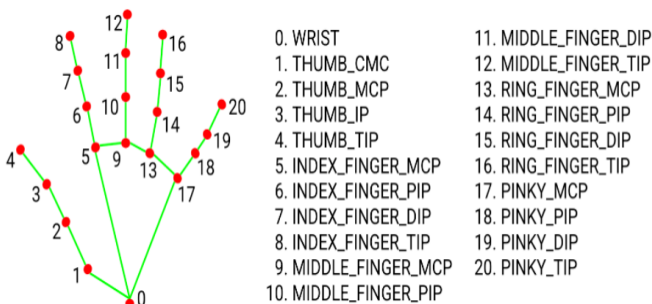 12
8
16
11
7
15
20
6
10
14
19
4
5
9
13
18
3
17
2
1
0
0. WRIST
1. THUMB_CMC
2. THUMB_MCP
3. THUMB_IP
4. THUMB_TIP
5. INDEX_FINGER_MCP
6. INDEX_FINGER_PIP
7. INDEX_FINGER_DIP
8. INDEX_FINGER_TIP
9. MIDDLE_FINGER_MCP
10. MIDDLE_FINGER_PIP
11. MIDDLE_FINGER_DIP
12. MIDDLE_FINGER_TIP
13. RING_FINGER_MCP
14. RING_FINGER_PIP
15. RING_FINGER_DIP
16. RING_FINGER_TIP
17. PINKY_MCP
18. PINKY_PIP
19. PINKY_DIP
20. PINKY_TIP